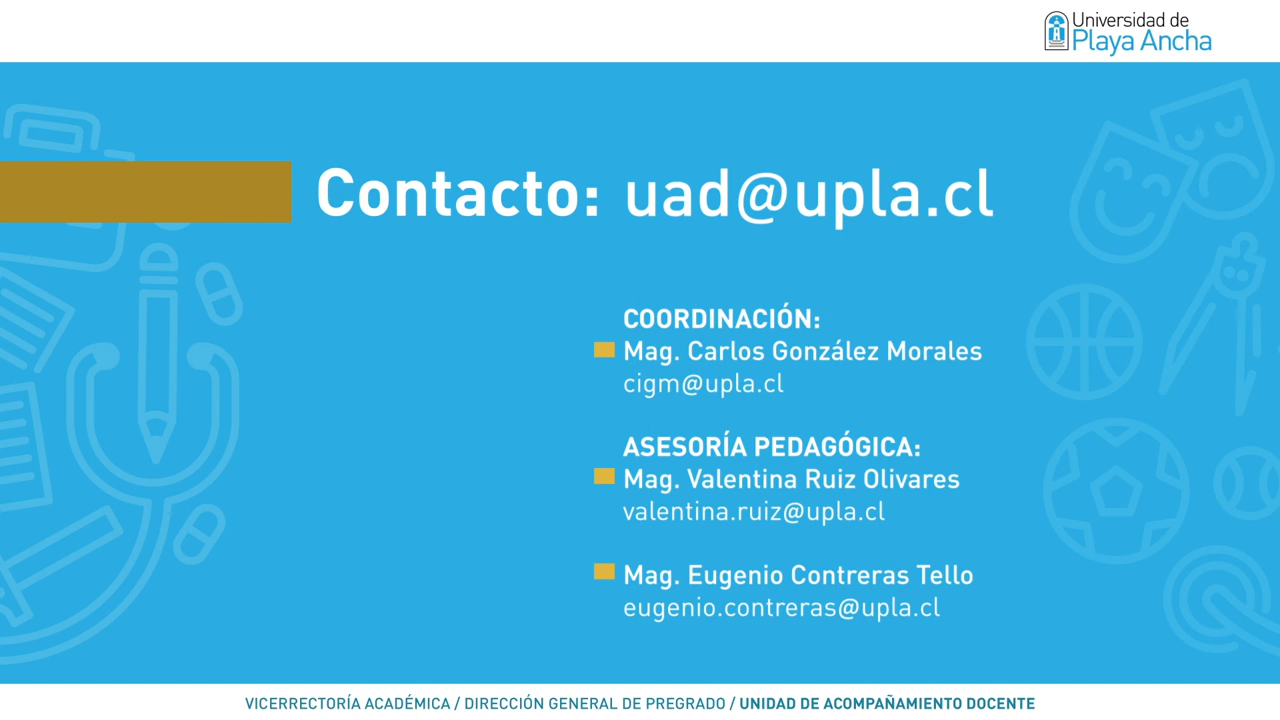 Universidad de
Playa Ancha
Contacto: uad@upla.cl
COORDINACIÓN:
Mag. Carlos González Morales
cigm@upla.cl
ASESORÍA PEDAGÓGICA:
Mag. Valentina Ruiz Olivares
valentina.ruiz@upla.cl
Mag. Eugenio Contreras Tello
eugenio.contreras@upla.cl
VICERRECTORÍA ACADÉMICA / DIRECCIÓN GENERAL DE PREGRADO / UNIDAD DE ACOMPAÑAMIENTO DOCENTE